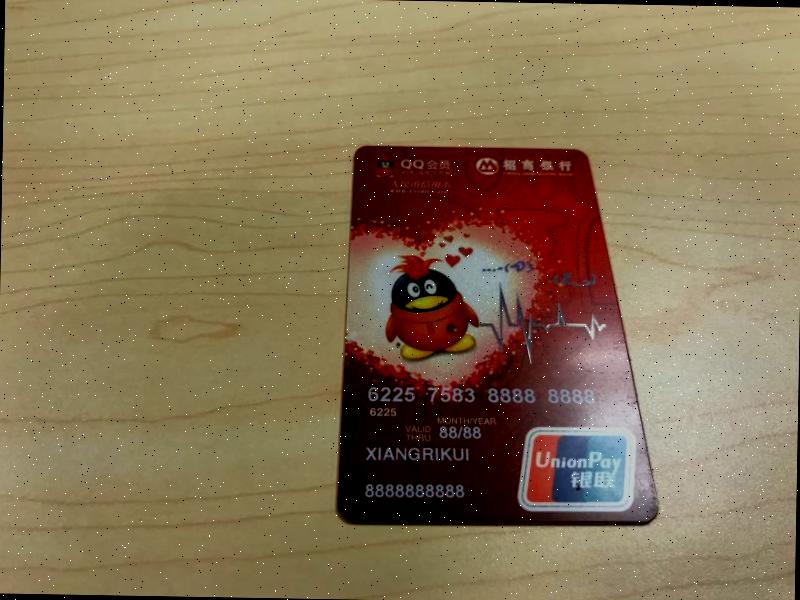 QQ会员 招商银行
6225 7583 8888 8888
6225
MONTH/YEAR
VALID THRU 88/88
XIANGRIKUI
8888888888
UnionPay
银联